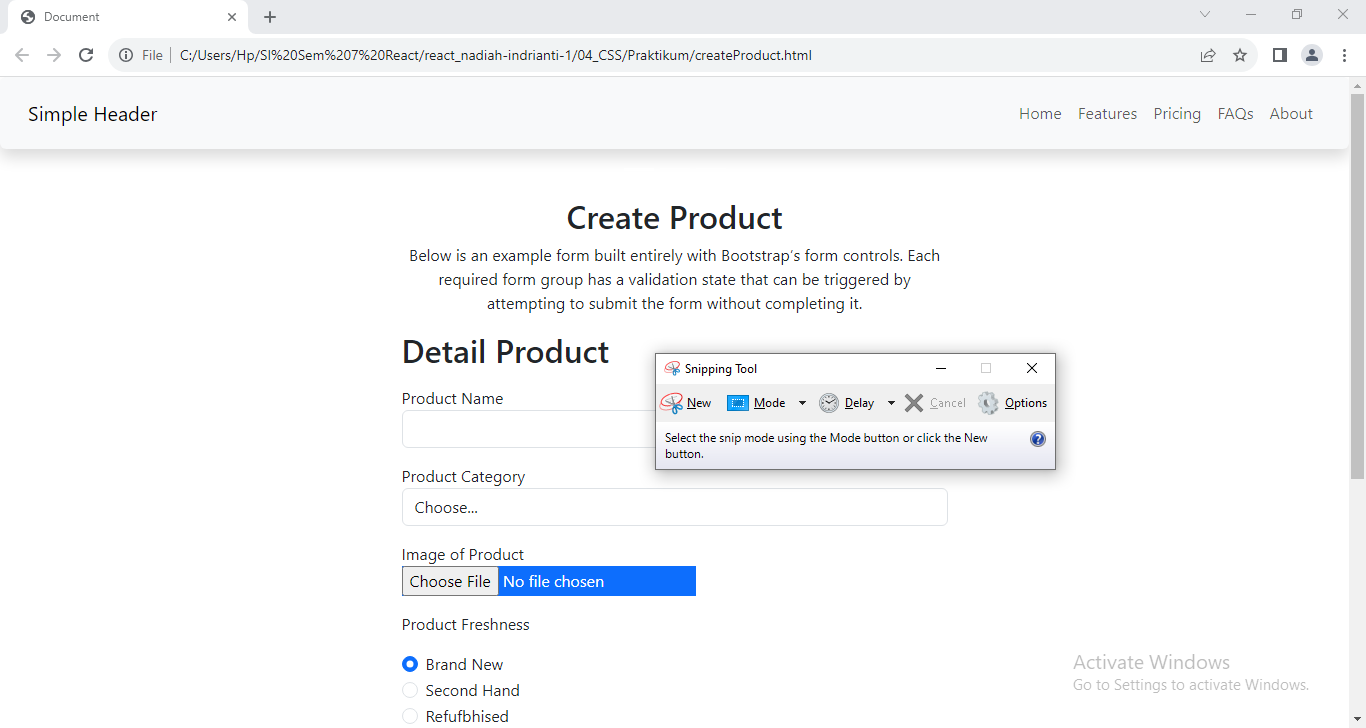 Document
File
C:/Users/Hp/SI%20Sem%207%20React/react_nadiah-indrianti-1/04_CSS/Praktikum/createProduct.html
Simple Header
Home Features Pricing FAQs About
Create Product
Below is an example form built entirely with Bootstrap's form controls. Each
required form group has a validation state that can be triggered by
attempting to submit the form without completing it.
Detail Product
Product Name
Snipping Tool
New Mode Delay Cancel Options
Select the snip mode using the Mode button or click the New
button.
Product Category
Choose...
Image of Product
Choose File No file chosen
Product Freshness
Brand New
Second Hand
Refufbhised
Activate Windows
Go to Settings to activate Windows.